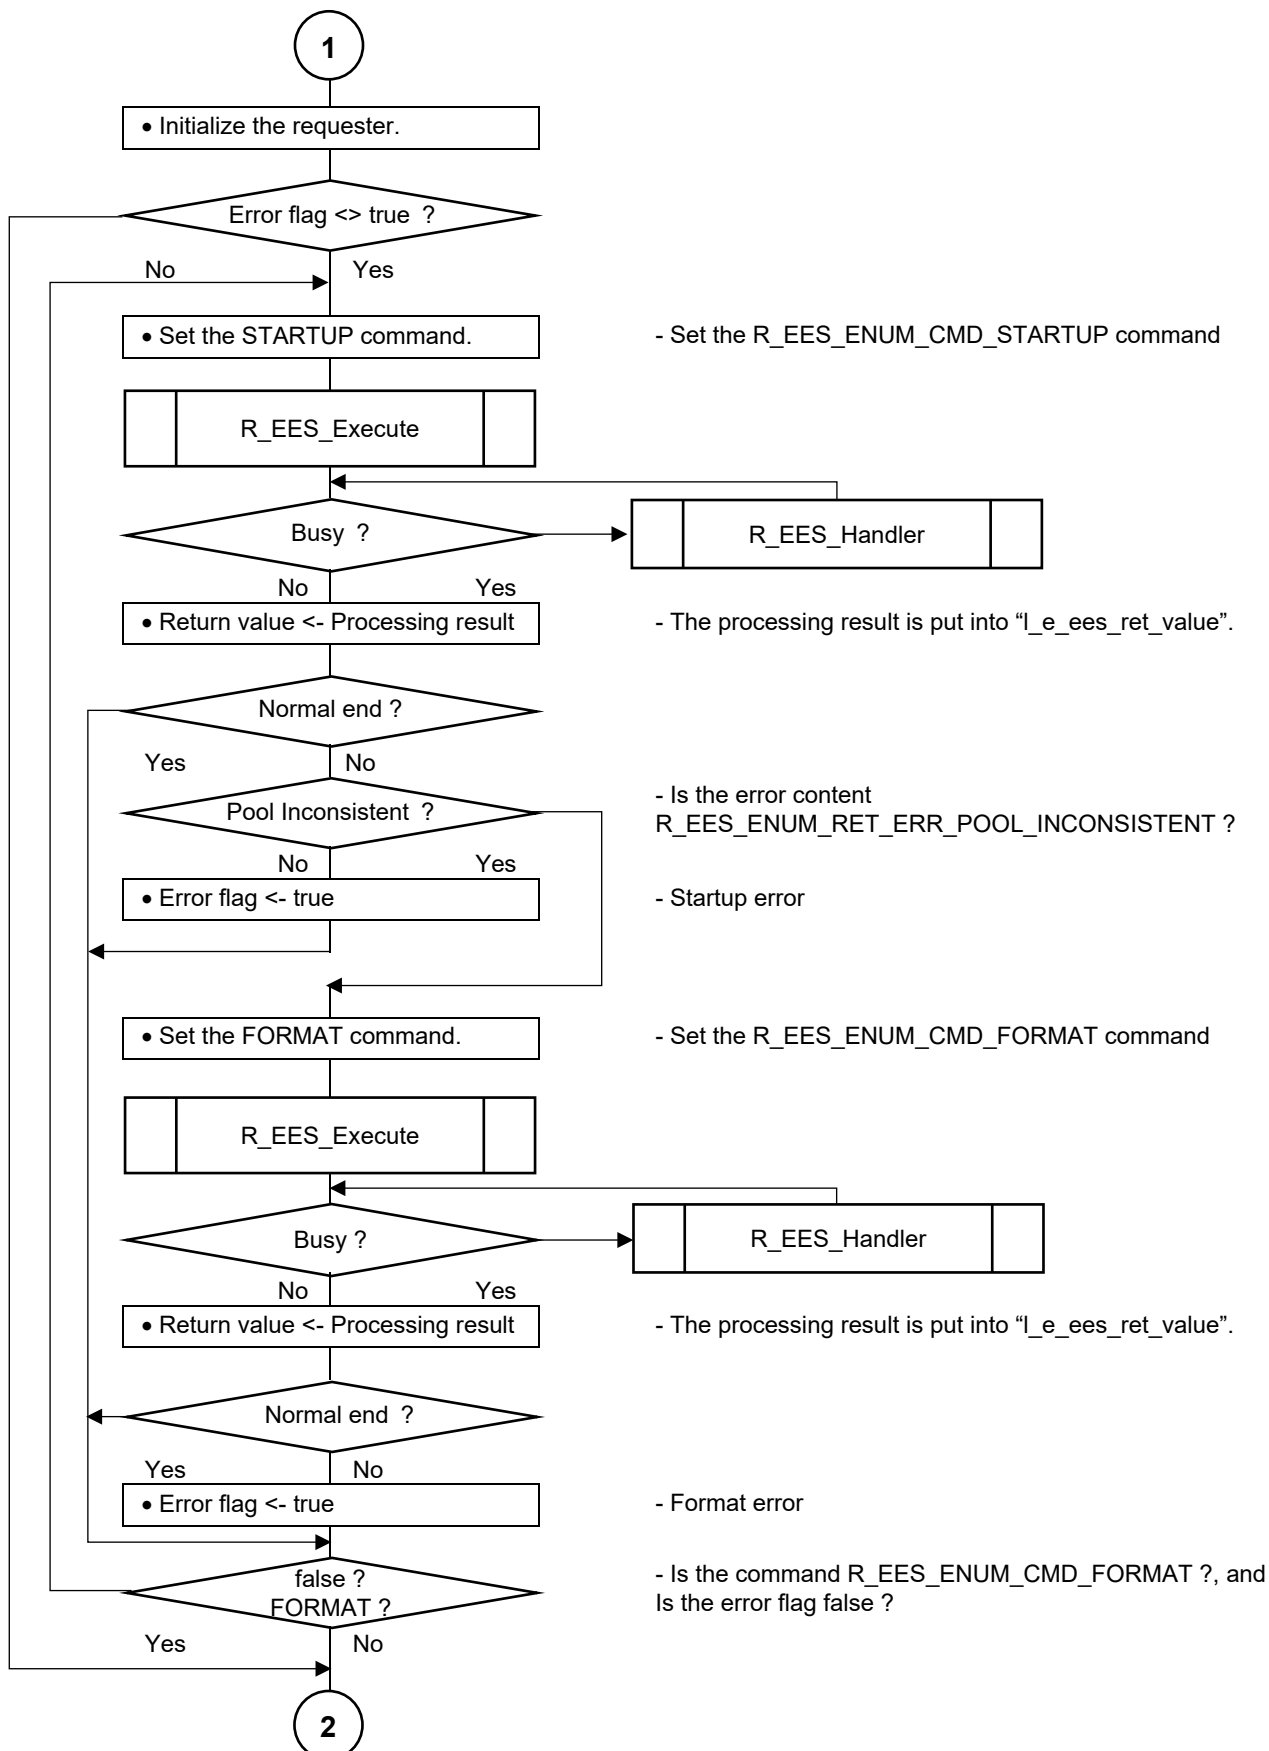 1
• Initialize the requester.
Error flag <> true ?
No
Yes
• Set the STARTUP command.
- Set the R_EES_ENUM_CMD_STARTUP command
R_EES_Execute
Busy ?
R_EES_Handler
No
Yes
• Return value <- Processing result
- The processing result is put into “l_e_ees_ret_value”.
Normal end ?
Yes
No
Pool Inconsistent ?
- Is the error content
R_EES_ENUM_RET_ERR_POOL_INCONSISTENT ?
No
Yes
• Error flag <- true
- Startup error
• Set the FORMAT command.
- Set the R_EES_ENUM_CMD_FORMAT command
R_EES_Execute
Busy ?
R_EES_Handler
No
Yes
• Return value <- Processing result
- The processing result is put into “l_e_ees_ret_value”.
Normal end ?
Yes
No
• Error flag <- true
- Format error
false ?
FORMAT ?
- Is the command R_EES_ENUM_CMD_FORMAT ?, and
Is the error flag false ?
Yes
No
2